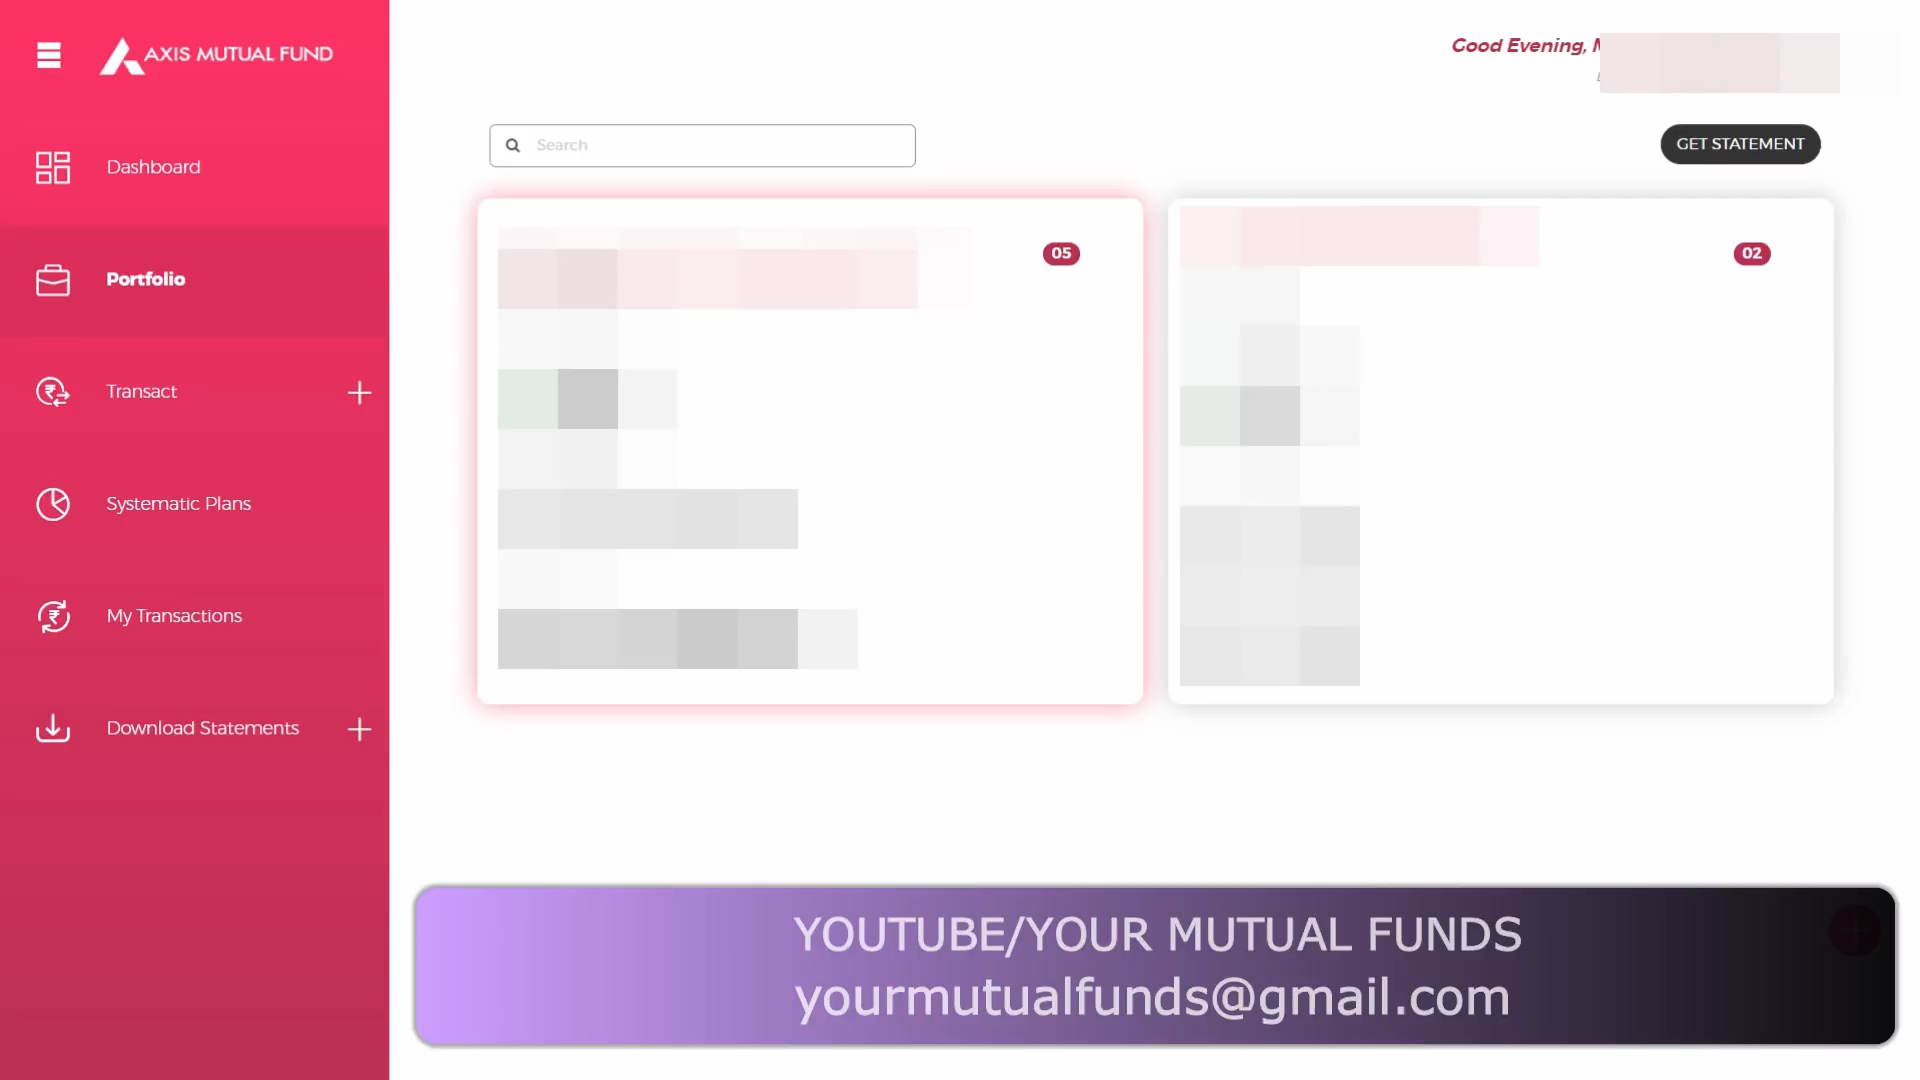 AXIS MUTUAL FUND
Good Evening,
Search
GET STATEMENT
Dashboard
Portfolio
Transact
Systematic Plans
My Transactions
Download Statements
05
02
YOUTUBE/YOUR MUTUAL FUNDS
yourmutualfunds@gmail.com